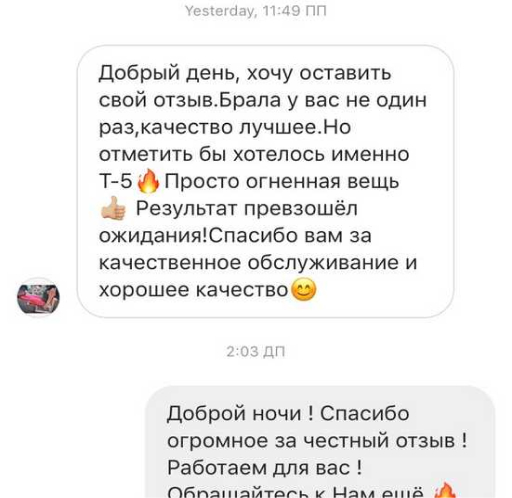 Yesterday, 11:49 ПП
Добрый день, хочу оставить
свой отзыв.Брала у вас не один
раз,качество лучшее.Но
отметить бы хотелось именно
Т-5🔥Просто огненная вещь
👍🏼 Результат превзошёл
ожидания!Спасибо вам за
качественное обслуживание и
хорошее качество😊
2:03 ДП
Доброй ночи ! Спасибо
огромное за честный отзыв !
Работаем для вас !
Обращайтесь к Нам ещё 🔥